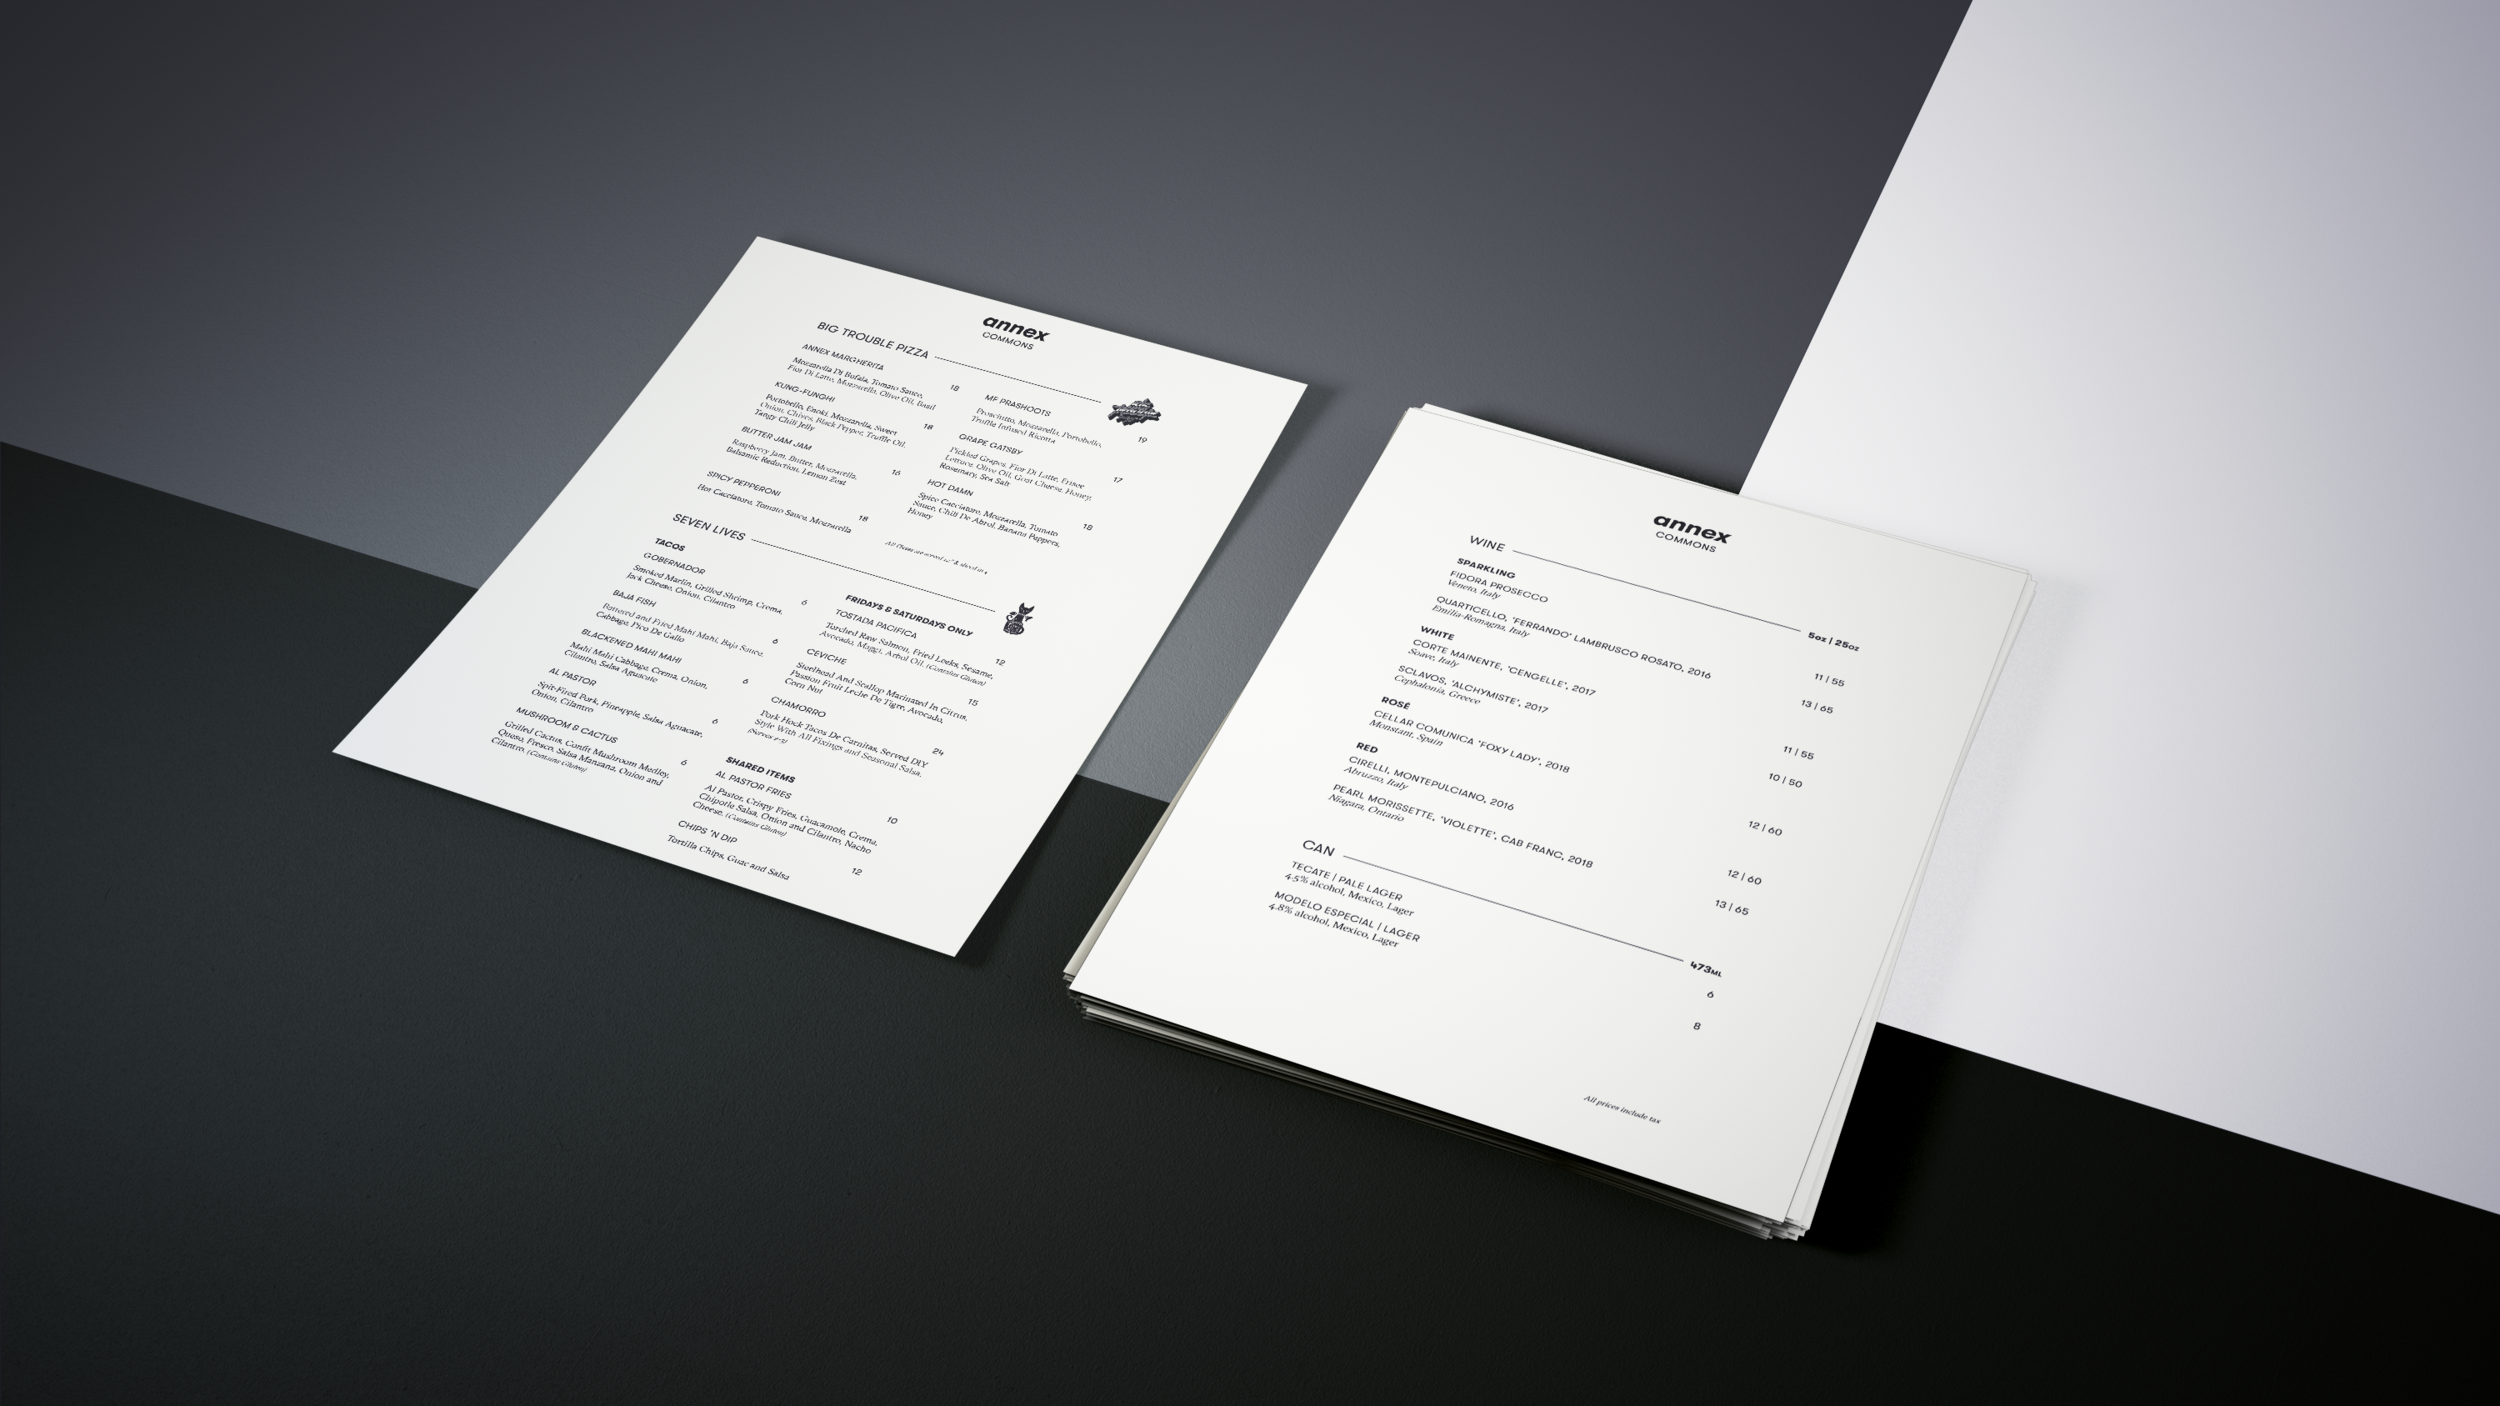 annex
COMMONS
BIG TROUBLE PIZZA
ANNEX MARGHERITA
Mozzarella Di Bufala, Tomato Sauce,
Fior Di Latte, Mozzarella, Olive Oil, Basil
18
KUNG-FUNGHI
Portobello, Enoki, Mozzarella, Sweet
Onion, Chives, Black Pepper, Truffle Oil,
Tangy Chili Jelly
18
BUTTER JAM JAM
Raspberry Jam, Butter, Mozzarella,
Balsamic Reduction, Lemon Zest
16
SPICY PEPPERONI
Hot Cacciatore, Tomato Sauce, Mozzarella
18
MF PRASHOOTS
Prosciutto, Mozzarella, Portobello,
Truffle Infused Ricotta
19
GRAPE GATSBY
Pickled Grapes, Fior Di Latte, Frisee
Lettuce, Olive Oil, Goat Cheese, Honey,
Rosemary, Sea Salt
17
HOT DAMN
Spicy Cacciatore, Mozzarella, Tomato
Sauce, Chili De Abrol, Banana Peppers,
Honey
18
SEVEN LIVES
TACOS
GOBERNADOR
Smoked Marlin, Grilled Shrimp, Crema,
Jack Cheese, Onion, Cilantro
6
BAJA FISH
Battered and Fried Mahi Mahi, Baja Sauce,
Cabbage, Pico De Gallo
6
BLACKENED MAHI MAHI
Mahi Mahi Cabbage, Crema, Onion,
Cilantro, Salsa Aguacate
6
AL PASTOR
Spit-Fired Pork, Pineapple, Salsa Aguacate,
Onion, Cilantro
6
MUSHROOM & CACTUS
Grilled Cactus, Confit Mushroom Medley,
Queso, Fresco, Salsa Manzana, Onion and
Cilantro, (Contains Gluten)
6
FRIDAYS & SATURDAYS ONLY
TOSTADA PACIFICA
Torched Raw Salmon, Fried Leeks, Sesame,
Avocado, Maggi, Arbol Oil, (Contains Gluten)
12
CEVICHE
Steelhead And Scallop Marinated In Citrus,
Passion Fruit Leche De Tigre, Avocado,
Corn Nut
15
CHAMORRO
Pork Hock Tacos De Carnitas, Served DIY
Style With All Fixings and Seasonal Salsa.
24
SHARED ITEMS
AL PASTOR FRIES
Al Pastor, Crispy Fries, Guacamole, Crema,
Chipotle Salsa, Onion and Cilantro, Nacho
Cheese, (Contains Gluten)
10
CHIPS 'N DIP
Tortilla Chips, Guac and Salsa
12
annex
COMMONS
WINE
5oz | 25oz
SPARKLING
FIDORA PROSECCO
Veneto, Italy
11 | 55
QUARTICELLO, 'FERRANDO' LAMBRUSCO ROSATO, 2016
Emilia-Romagna, Italy
13 | 65
WHITE
CORTE MAINENTE, 'CENGELLE', 2017
Soave, Italy
11 | 55
SCLAVOS, 'ALCHYMISTE', 2017
Cephalonia, Greece
10 | 50
ROSÉ
CELLAR COMUNICA 'FOXY LADY', 2018
Monstant, Spain
12 | 60
RED
CIRELLI, MONTEPULCIANO, 2016
Abruzzo, Italy
12 | 60
PEARL MORISSETTE, 'VIOLETTE', CAB FRANC, 2018
Niagara, Ontario
13 | 65
CAN
473ML
TECATE | PALE LAGER
4.5% alcohol, Mexico, Lager
6
MODELO ESPECIAL | LAGER
4.8% alcohol, Mexico, Lager
8
All prices include tax